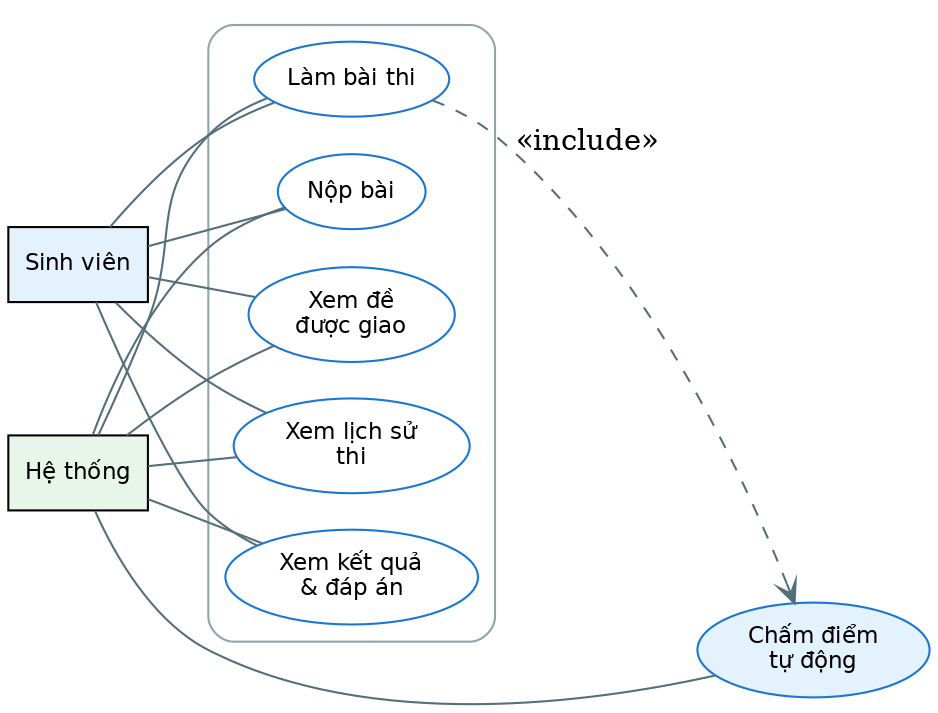 Làm bài thi
«include»
Nộp bài
Sinh viên
Xem đề
được giao
Xem lịch sử
thi
Hệ thống
Xem kết quả
& đáp án
Chấm điểm
tự động